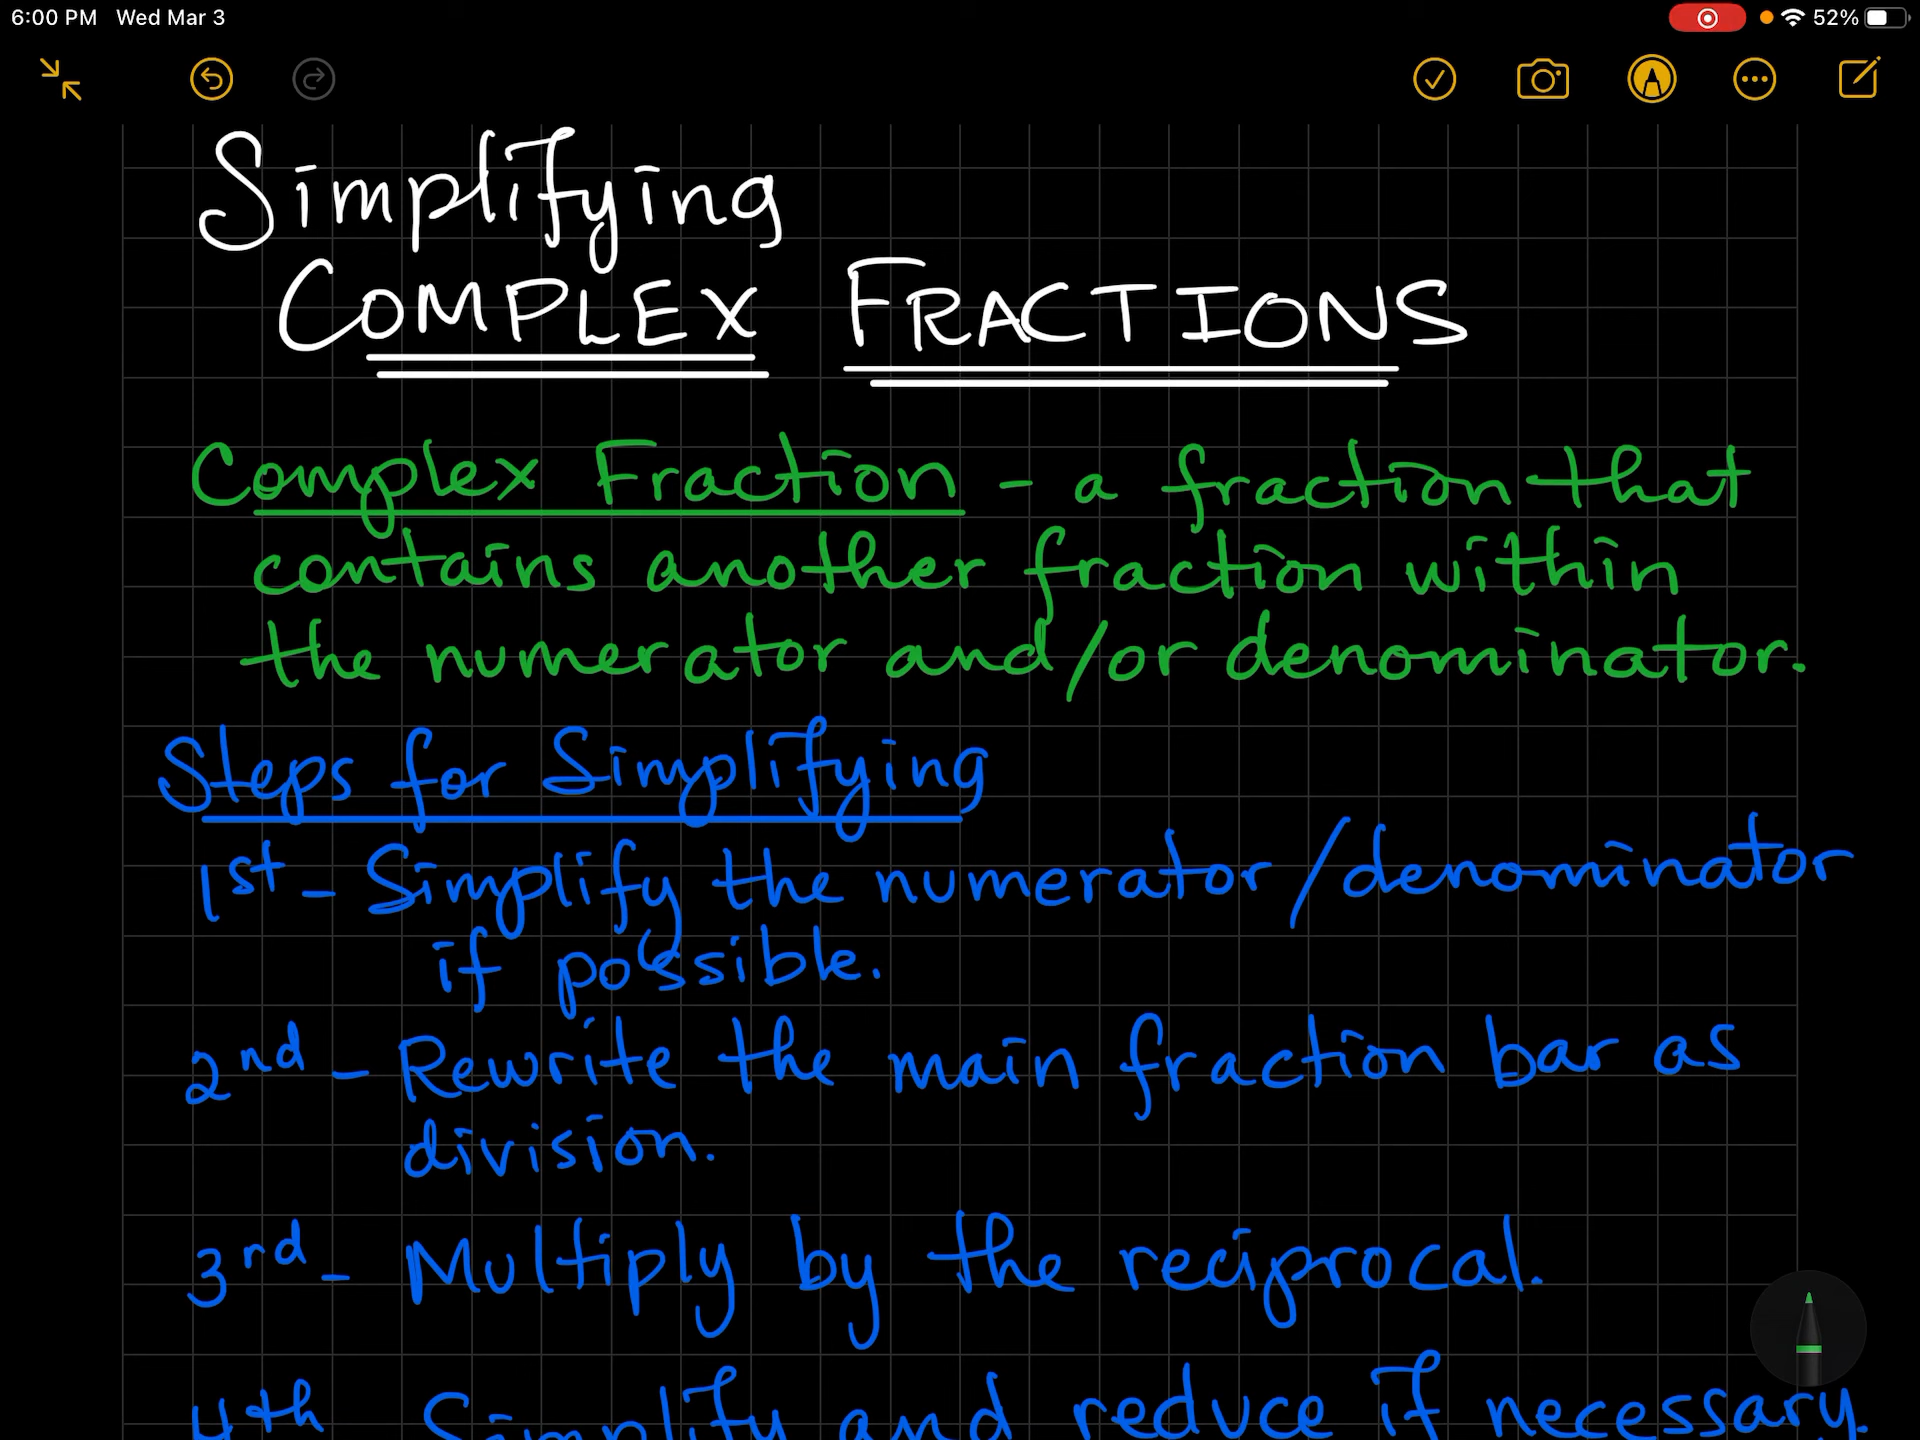 6:00 PM Wed Mar 3 52%
Simplifying
COMPLEX FRACTIONS
Complex Fraction - a fraction that
contains another fraction within
the numerator and/or denominator.
Steps for Simplifying
1st - Simplify the numerator/denominator
if possible.
2nd - Rewrite the main fraction bar as
division.
3rd - Multiply by the reciprocal.
4th Simplify and reduce if necessary.